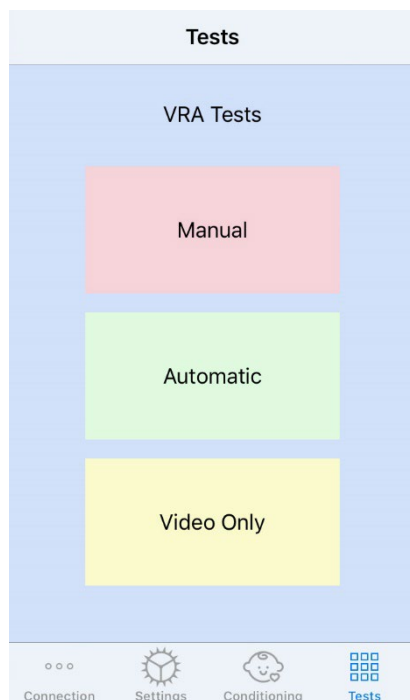 Tests
VRA Tests
Manual
Automatic
Video Only
Connection Settings Conditioning Tests